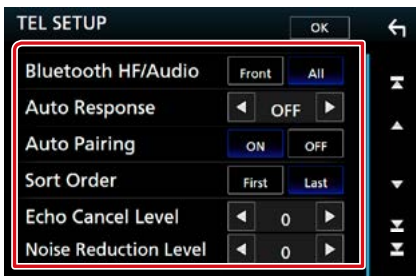 TEL SETUP OK
Bluetooth HF/Audio Front All
Auto Response OFF
Auto Pairing ON OFF
Sort Order First Last
Echo Cancel Level 0
Noise Reduction Level 0